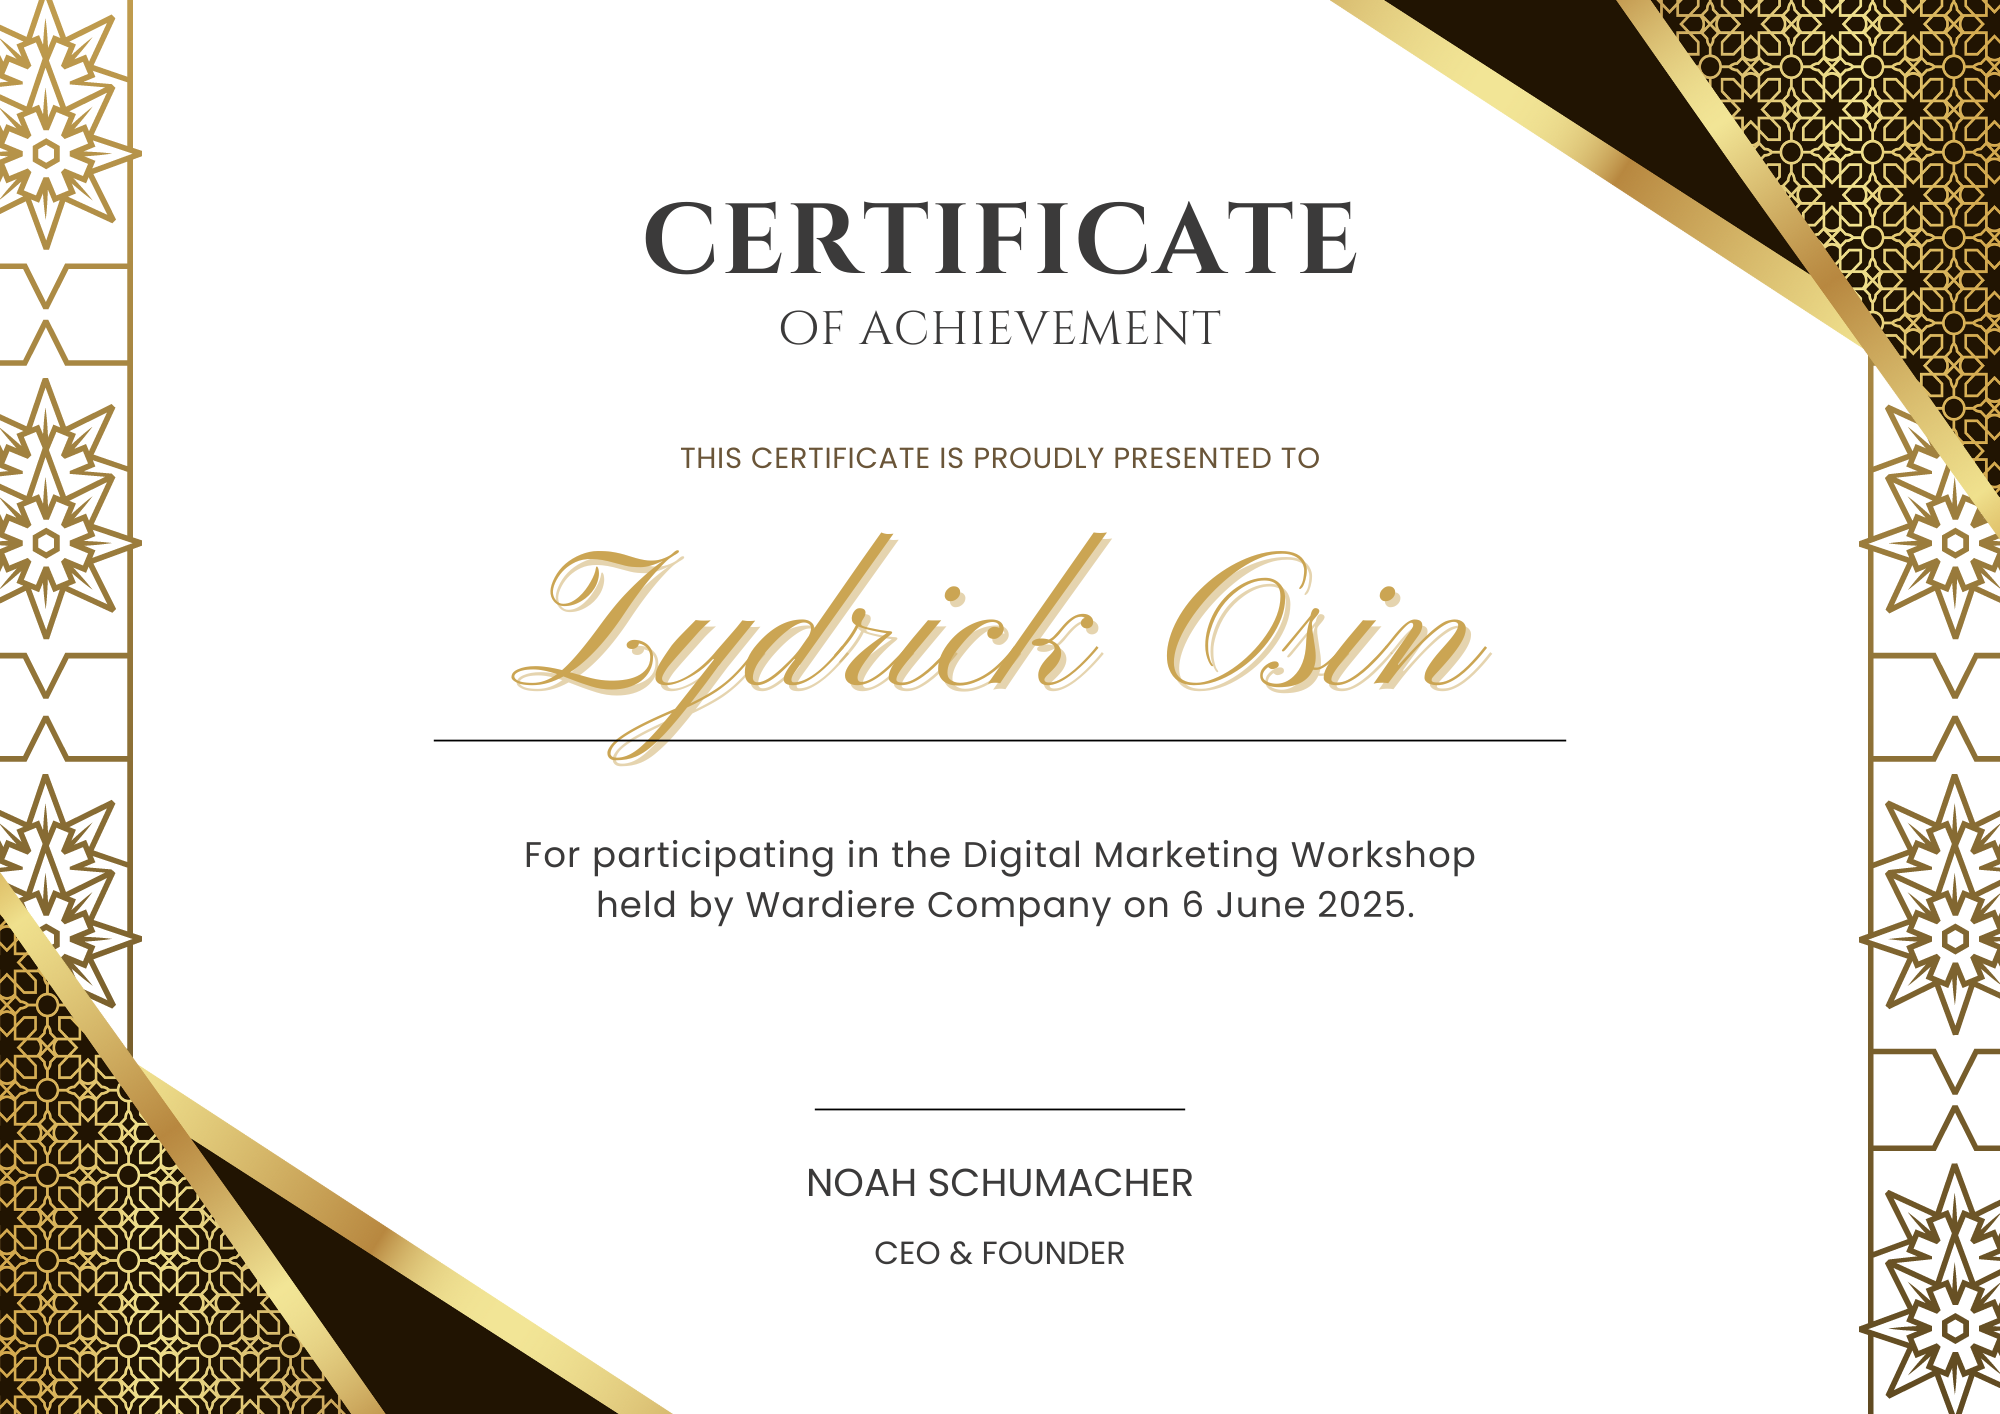 CERTIFICATE
OF ACHIEVEMENT
THIS CERTIFICATE IS PROUDLY PRESENTED TO
Zydrick Osin
For participating in the Digital Marketing Workshop
held by Wardiere Company on 6 June 2025.
NOAH SCHUMACHER
CEO & FOUNDER